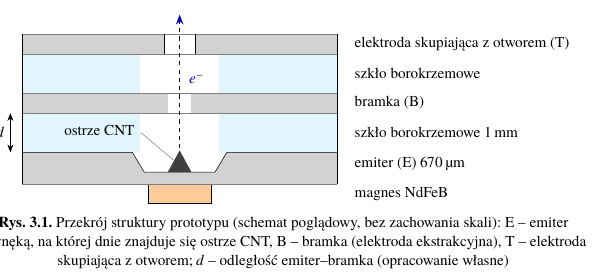 elektroda skupiająca z otworem (T)
szkło borokrzemowe
e⁻
bramka (B)
ostrze CNT
szkło borokrzemowe 1 mm
d
emiter (E) 670 µm
magnes NdFeB
Rys. 3.1. Przekrój struktury prototypu (schemat poglądowy, bez zachowania skali): E – emiter
na której dnie znajduje się ostrze CNT, B – bramka (elektroda ekstrakcyjna), T – elektroda
skupiająca z otworem; d – odległość emiter–bramka (opracowanie własne)